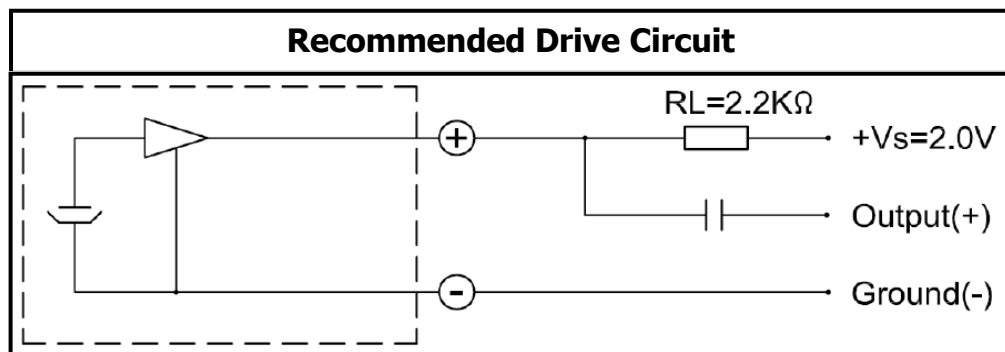 Recommended Drive Circuit
RL=2.2KΩ
+
+Vs=2.0V
Output(+)
-
Ground(-)